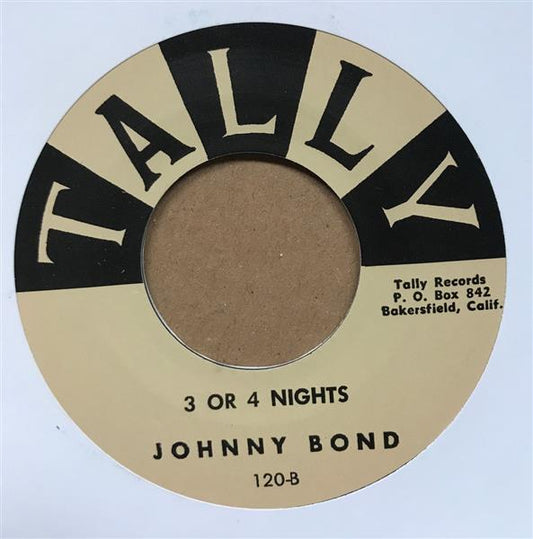 TALLY
Tally Records
P. O. Box 842
Bakersfield, Calif.
3 OR 4 NIGHTS
JOHNNY BOND
120-B